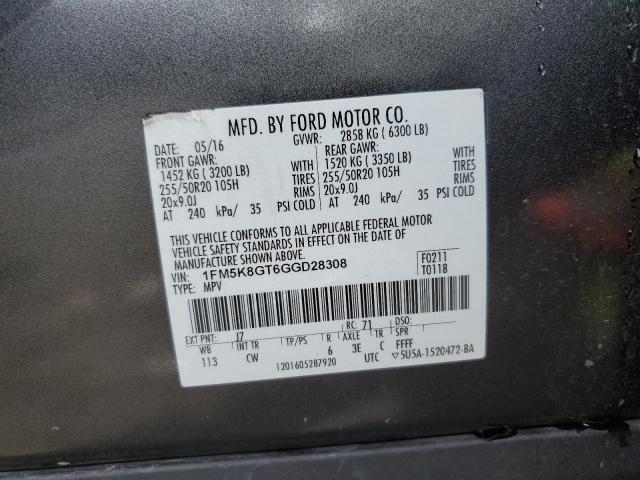 MFD. BY FORD MOTOR CO.
DATE: 05/16 GVWR: 2858 KG ( 6300 LB)
FRONT GAWR: REAR GAWR:
1452 KG ( 3200 LB) WITH 1520 KG ( 3350 LB) WITH
255/50R20 105H TIRES 255/50R20 105H TIRES
20x9.0J RIMS 20x9.0J RIMS
AT 240 kPa/ 35 PSI COLD AT 240 kPa/ 35 PSI COLD
THIS VEHICLE CONFORMS TO ALL APPLICABLE FEDERAL MOTOR
VEHICLE SAFETY STANDARDS IN EFFECT ON THE DATE OF
MANUFACTURE SHOWN ABOVE.
VIN: 1FM5K8GT6GGD28308 F0211
TYPE: MPV T0118
EXT PNT: J7 RC: 71 DSO:
WB INT TR TP/PS R AXLE TR SPR
113 CW 6 3E C FFFF
1201605287920 UTC ▽5U5A-1520472-BA